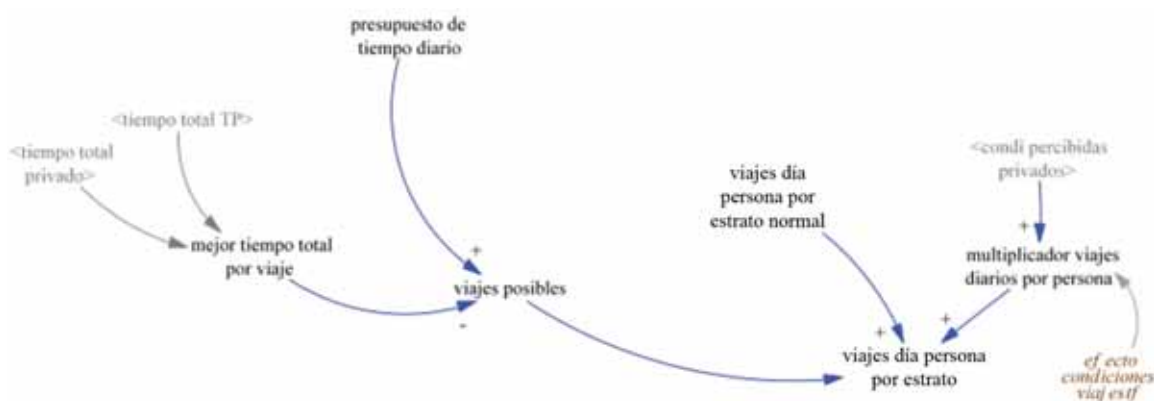 presupuesto de
tiempo diario
<tiempo total TP>
<tiempo total
privado>
<condi percibidas
privados>
viajes día
persona por
estrato normal
mejor tiempo total
por viaje
+
viajes posibles
-
+
multiplicador viajes
diarios por persona
+
+
viajes día persona
por estrato
ef ecto
condiciones
viaj es tf